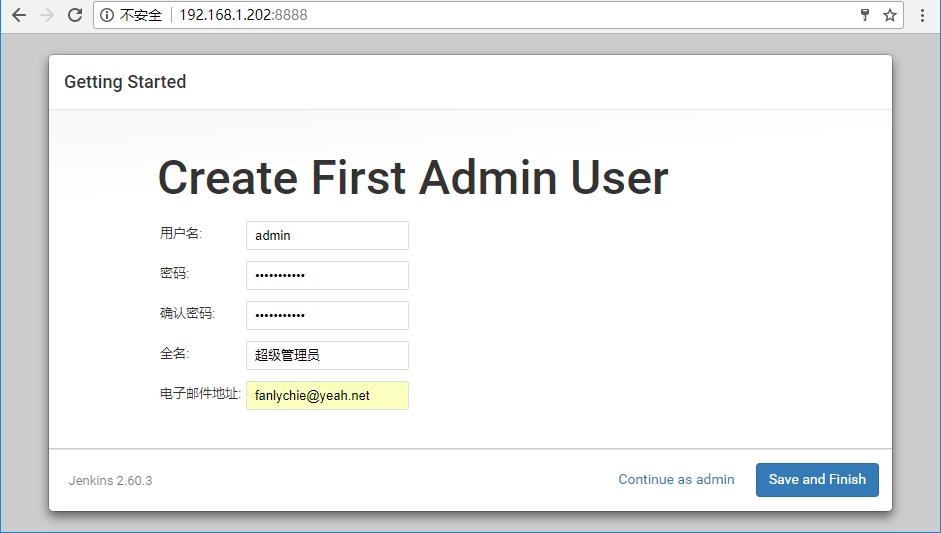 不安全 192.168.1.202:8888
Getting Started
Create First Admin User
用户名: admin
密码: •••••••••••
确认密码: •••••••••••
全名: 超级管理员
电子邮件地址: fanlychie@yeah.net
Jenkins 2.60.3 Continue as admin Save and Finish